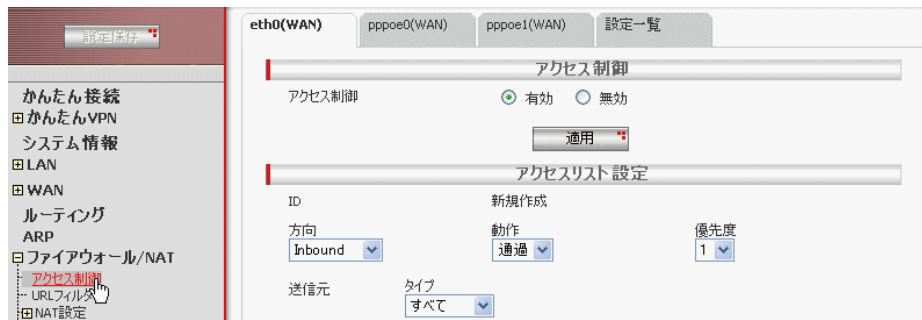 設定保存
かんたん接続
かんたんVPN
システム情報
LAN
WAN
ルーティング
ARP
ファイアウォール/NAT
アクセス制御
URLフィルタ
NAT設定
eth0(WAN) pppoe0(WAN) pppoe1(WAN) 設定一覧
アクセス制御
アクセス制御 有効 無効
適用
アクセスリスト設定
ID 新規作成
方向 動作 優先度
Inbound 通過 1
送信元 タイプ
すべて